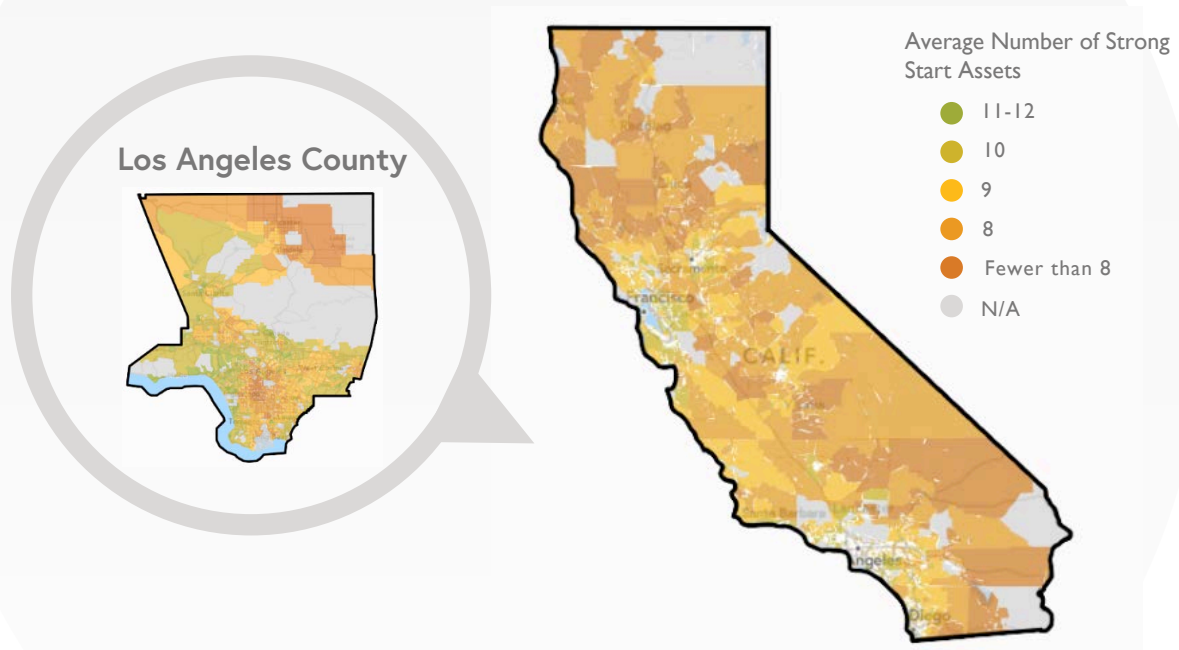 Average Number of Strong
Start Assets
11-12
10
9
8
Fewer than 8
N/A
Los Angeles County
Redding
Sacramento
Francisco
CALIF.
Santa Barbara
Angeles
Diego